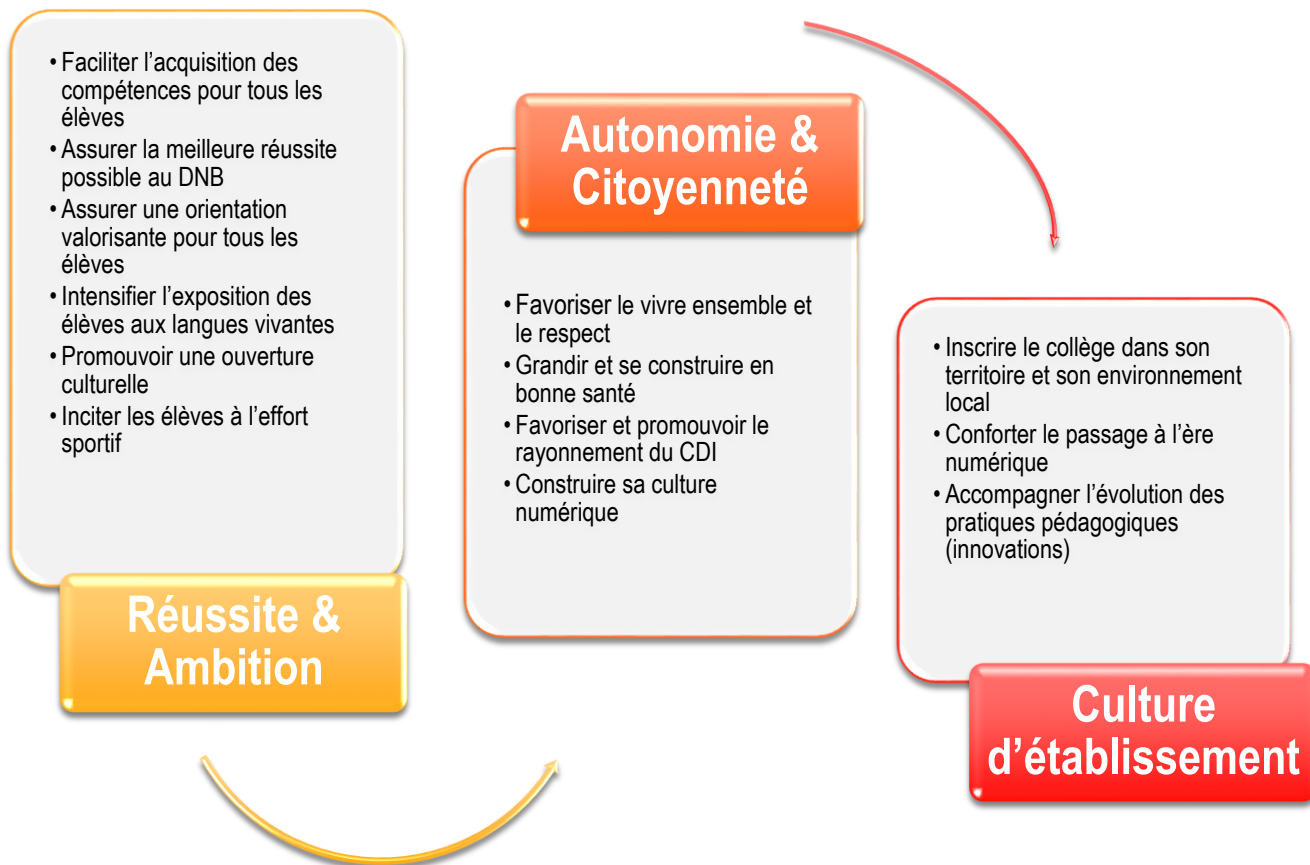 • Faciliter l’acquisition des
compétences pour tous les
élèves
• Assurer la meilleure réussite
possible au DNB
• Assurer une orientation
valorisante pour tous les
élèves
• Intensifier l’exposition des
élèves aux langues vivantes
• Promouvoir une ouverture
culturelle
• Inciter les élèves à l’effort
sportif
Réussite &
Ambition
Autonomie &
Citoyenneté
• Favoriser le vivre ensemble et
le respect
• Grandir et se construire en
bonne santé
• Favoriser et promouvoir le
rayonnement du CDI
• Construire sa culture
numérique
• Inscrire le collège dans son
territoire et son environnement
local
• Conforter le passage à l’ère
numérique
• Accompagner l’évolution des
pratiques pédagogiques
(innovations)
Culture
d’établissement